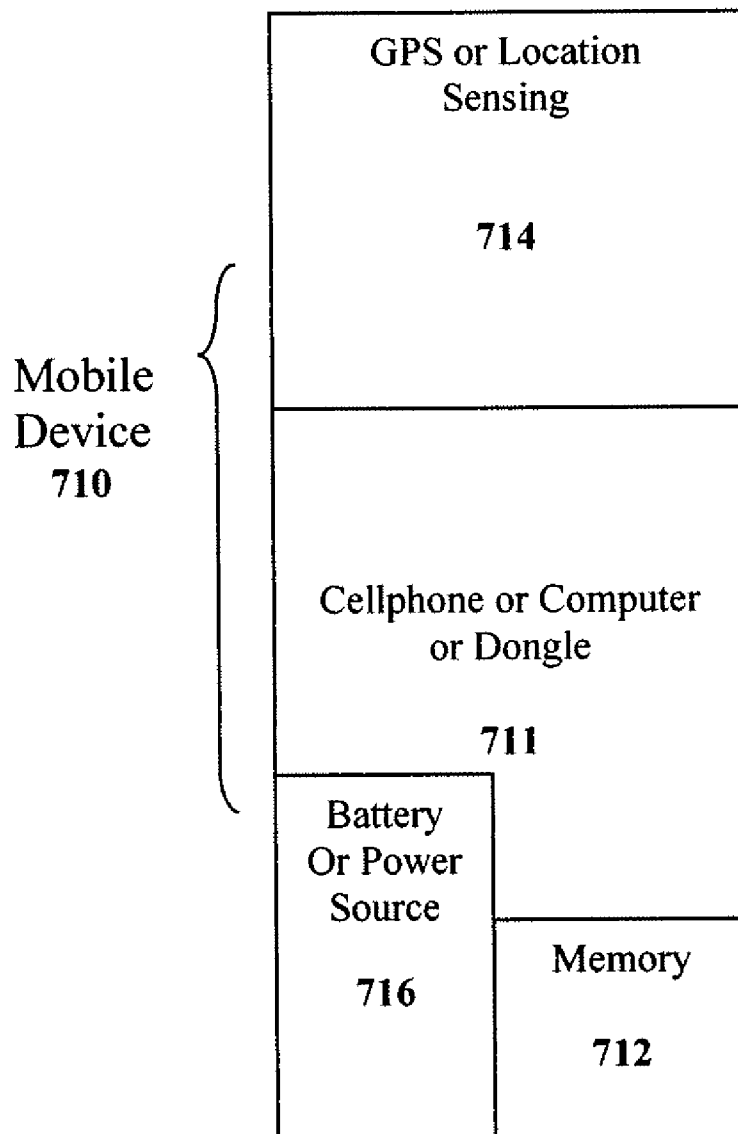 GPS or Location
Sensing
714
Mobile
Device
710
Cellphone or Computer
or Dongle
711
Battery
Or Power
Source
716
Memory
712